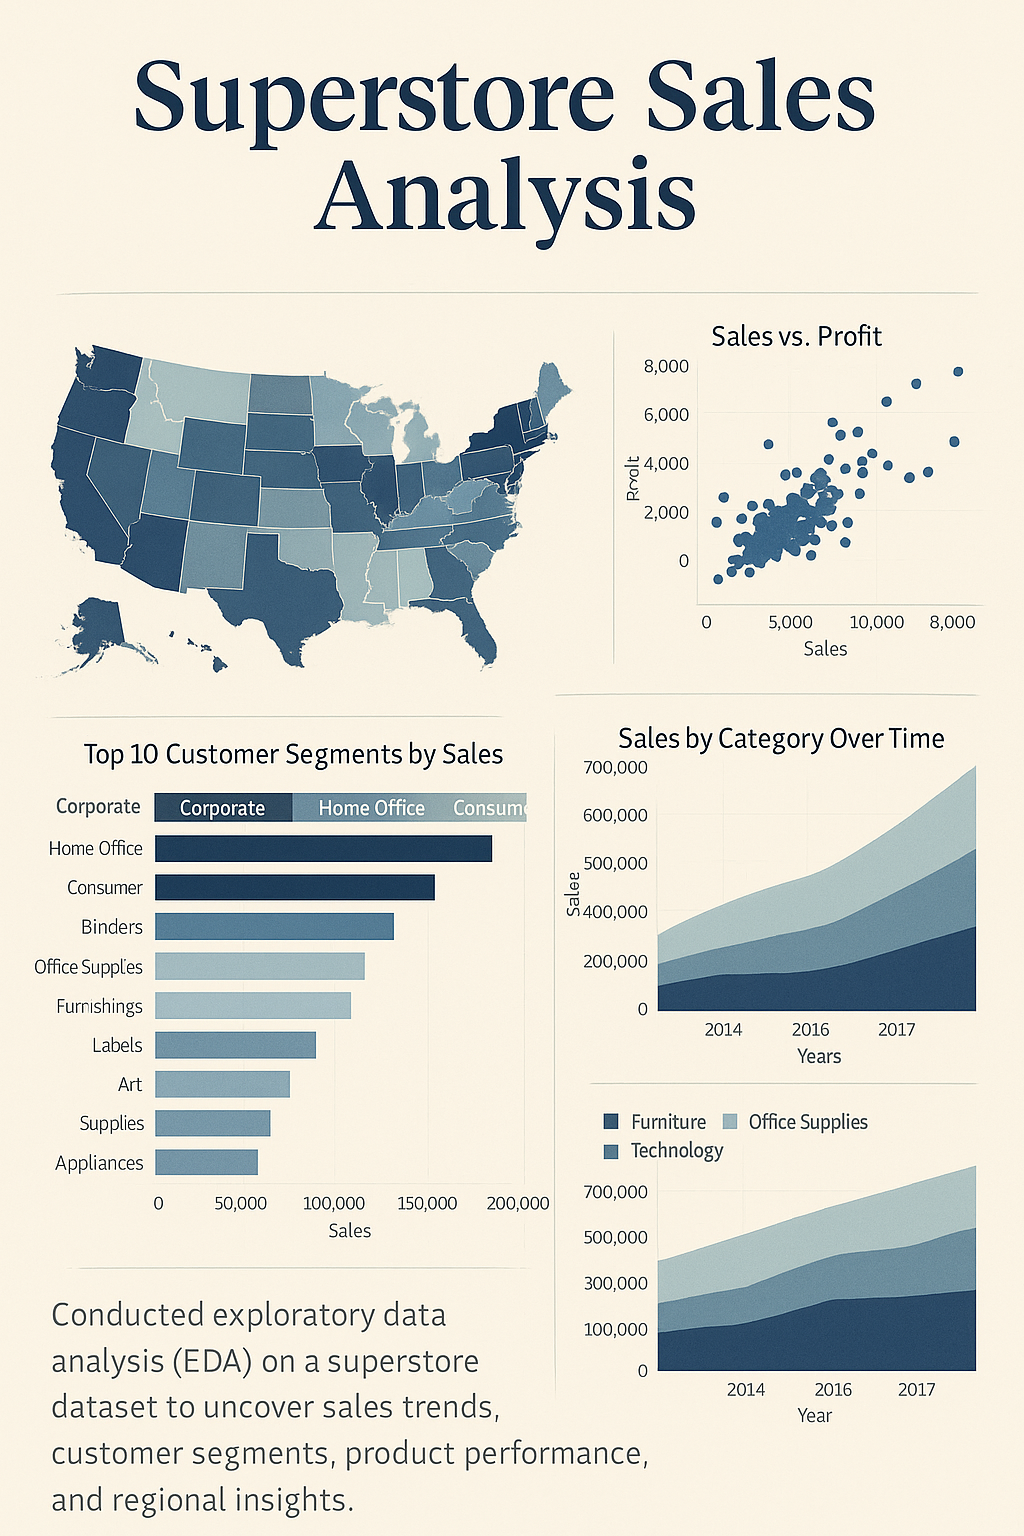 Superstore Sales
Analysis
Sales vs. Profit
8,000
6,000
4,000
2,000
0
0 5,000 10,000 8,000
Sales
Top 10 Customer Segments by Sales
Corporate Corporate Home Office Consume
Home Office
Consumer
Binders
Office Supples
Furnishings
Labels
Art
Supplies
Appliances
0 50,000 100,000 150,000 200,000
Sales
Sales by Category Over Time
700,000
600,000
500,000
Salee
400,000
200,000
0
2014 2016 2017
Years
Furniture Office Supplies
Technology
700,000
500,000
300,000
100,000
0
2014 2016 2017
Year
Conducted exploratory data
analysis (EDA) on a superstore
dataset to uncover sales trends,
customer segments, product performance,
and regional insights.